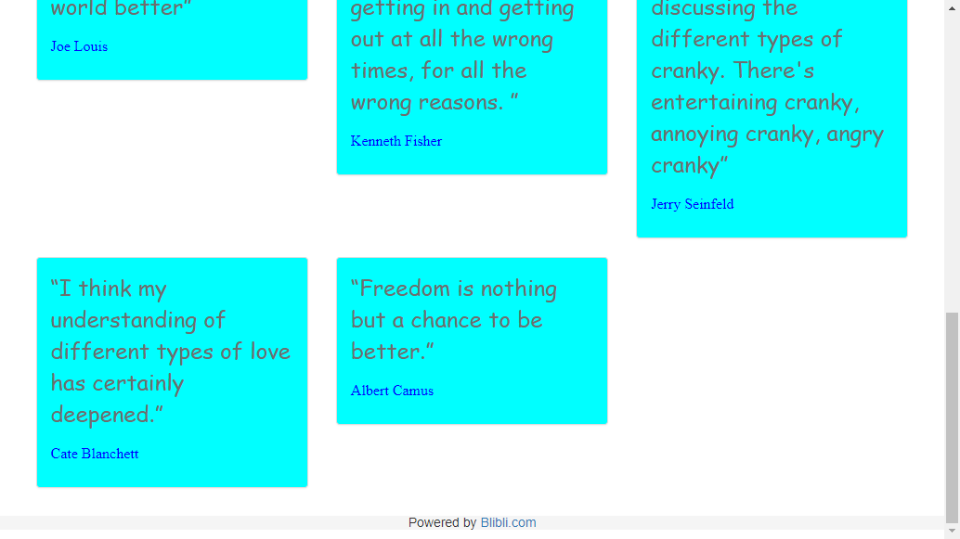 world better”
Joe Louis
getting in and getting
out at all the wrong
times, for all the
wrong reasons. ”
Kenneth Fisher
discussing the
different types of
cranky. There's
entertaining cranky,
annoying cranky, angry
cranky”
Jerry Seinfeld
“I think my
understanding of
different types of love
has certainly
deepened.”
Cate Blanchett
“Freedom is nothing
but a chance to be
better.”
Albert Camus
Powered by Blibli.com